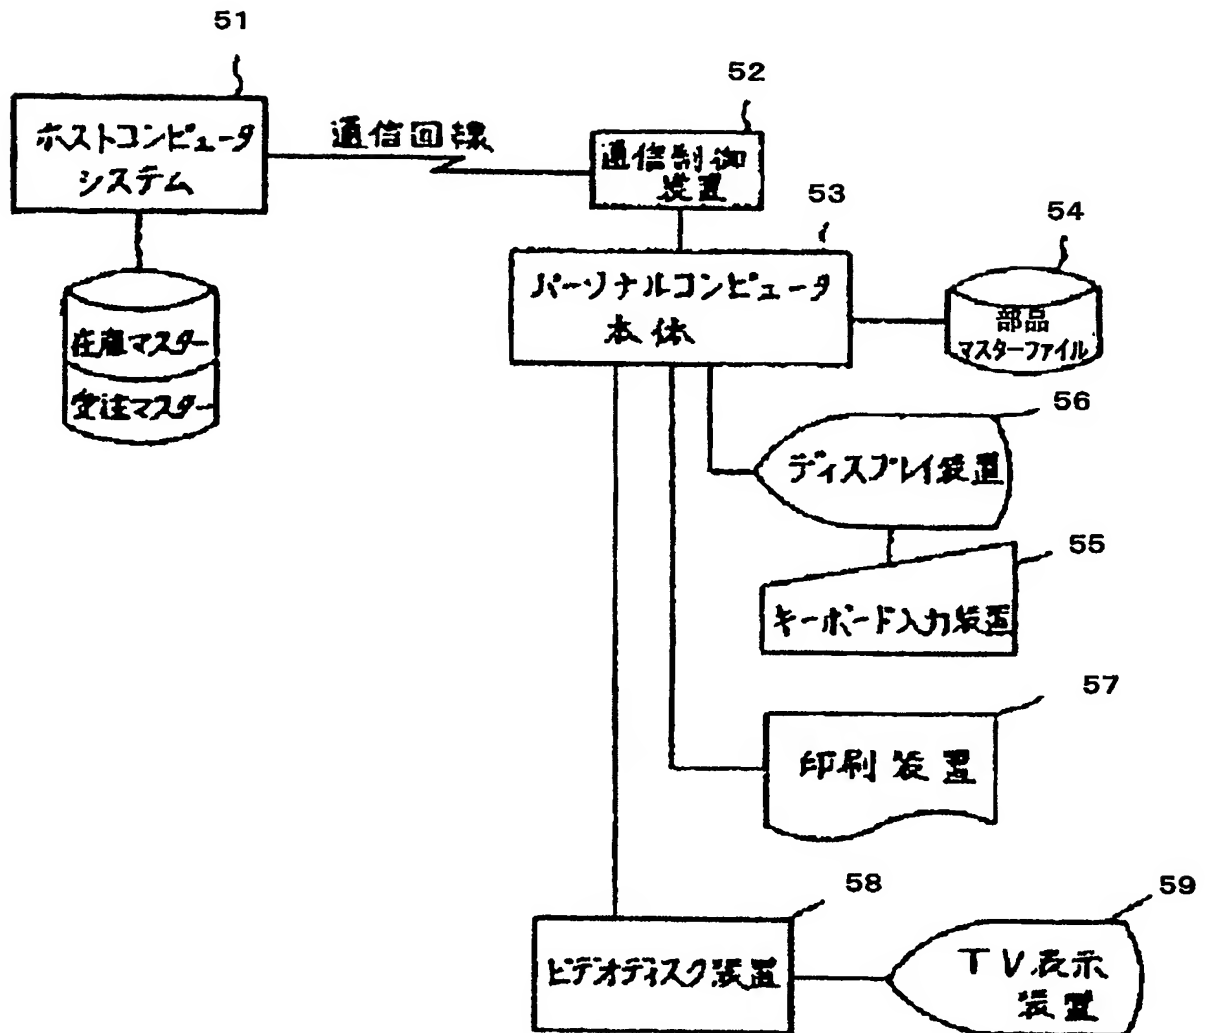 51
ホストコンピュータ
システム
通信回線
52
通信制御
装置
在庫マスター
受注マスター
53
パーソナルコンピュータ
本体
54
部品
マスターファイル
56
ディスプレイ装置
55
キーボード入力装置
57
印刷装置
58
ビデオディスク装置
59
TV表示
装置